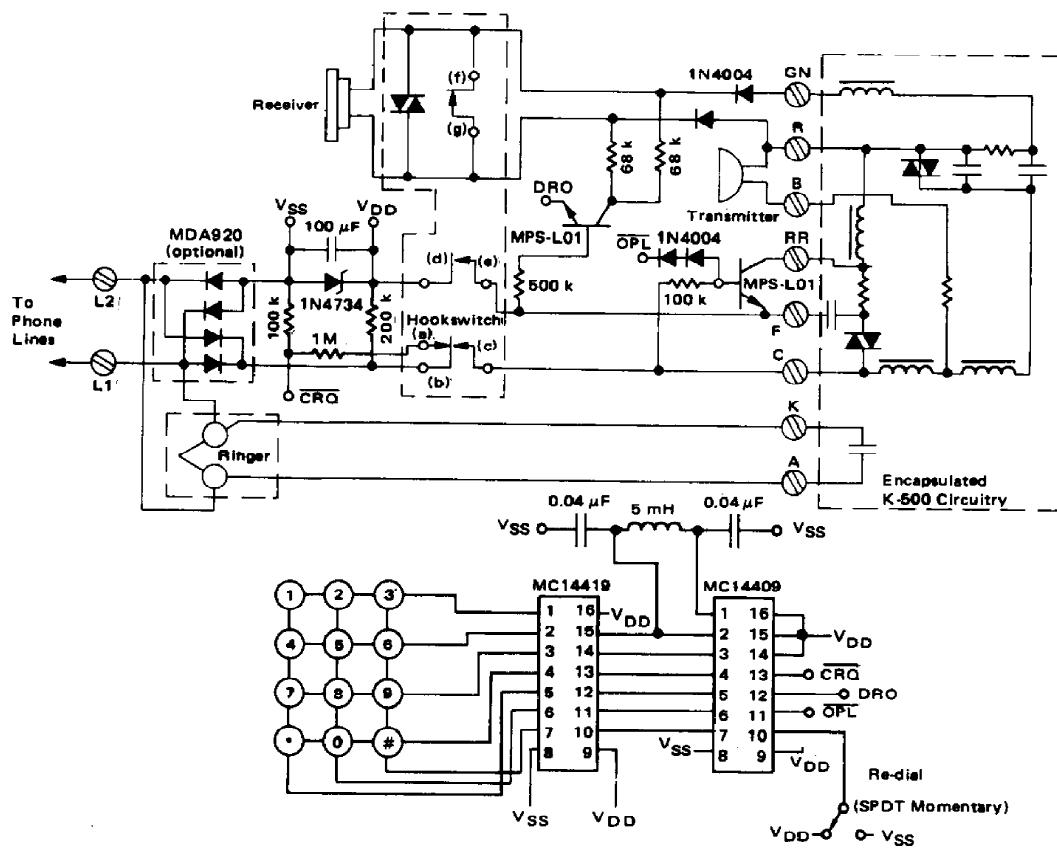 1N4004
GN
Receiver
(f)
(g)
R
68 k
68 k
B
DRO
Transmitter
VSS
VDD
MDA920
(optional)
100 µF
MPS-L01
OPL
1N4004
RR
(d)
(e)
MPS-L01
L2
1N4734
500 k
100 k
To
Phone
Lines
100 k
200 k
Hookswitch
F
1M
(a)
(c)
C
L1
(b)
CRQ
K
Ringer
A
Encapsulated
K-500 Circuitry
0.04 µF
5 mH
0.04 µF
VSS
VSS
MC14419
MC14409
1 2 3
4 5 6
7 8 9
* 0 #
1 16 VDD
2 15
3 14
4 13
5 12
6 11
7 10
8 9
VSS
VDD
1 16
2 15 VDD
3 14
4 13 CRQ
5 12 DRO
6 11 OPL
7 10
VSS 8 9 VDD
Re-dial
(SPDT Momentary)
VDD
VSS